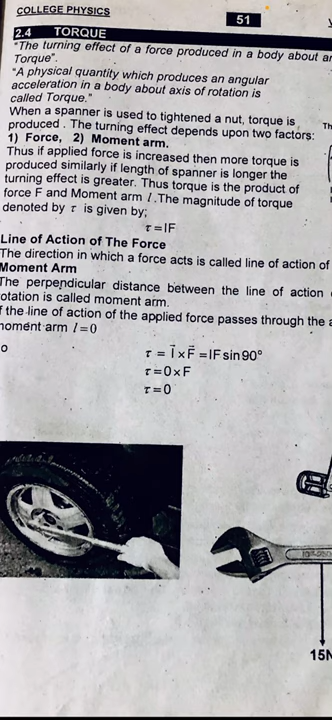 COLLEGE PHYSICS
51
2.4 TORQUE
"The turning effect of a force produced in a body about
Torque".
"A physical quantity which produces an angular
acceleration in a body about axis of rotation is
called Torque."
When a spanner is used to tightened a nut, torque is
produced . The turning effect depends upon two factors:
1) Force, 2) Moment arm.
Thus if applied force is increased then more torque is
produced similarly if length of spanner is longer the
turning effect is greater. Thus torque is the product of
force F and Moment arm l .The magnitude of torque
denoted by τ is given by;
τ=lF
Line of Action of The Force
The direction in which a force acts is called line of action of
Moment Arm
The perpendicular distance between the line of action
otation is called moment arm.
f the line of action of the applied force passes through the
moment arm l=0
o
τ = l⃗ x F⃗ =lFsin90°
τ=0xF
τ=0
15N